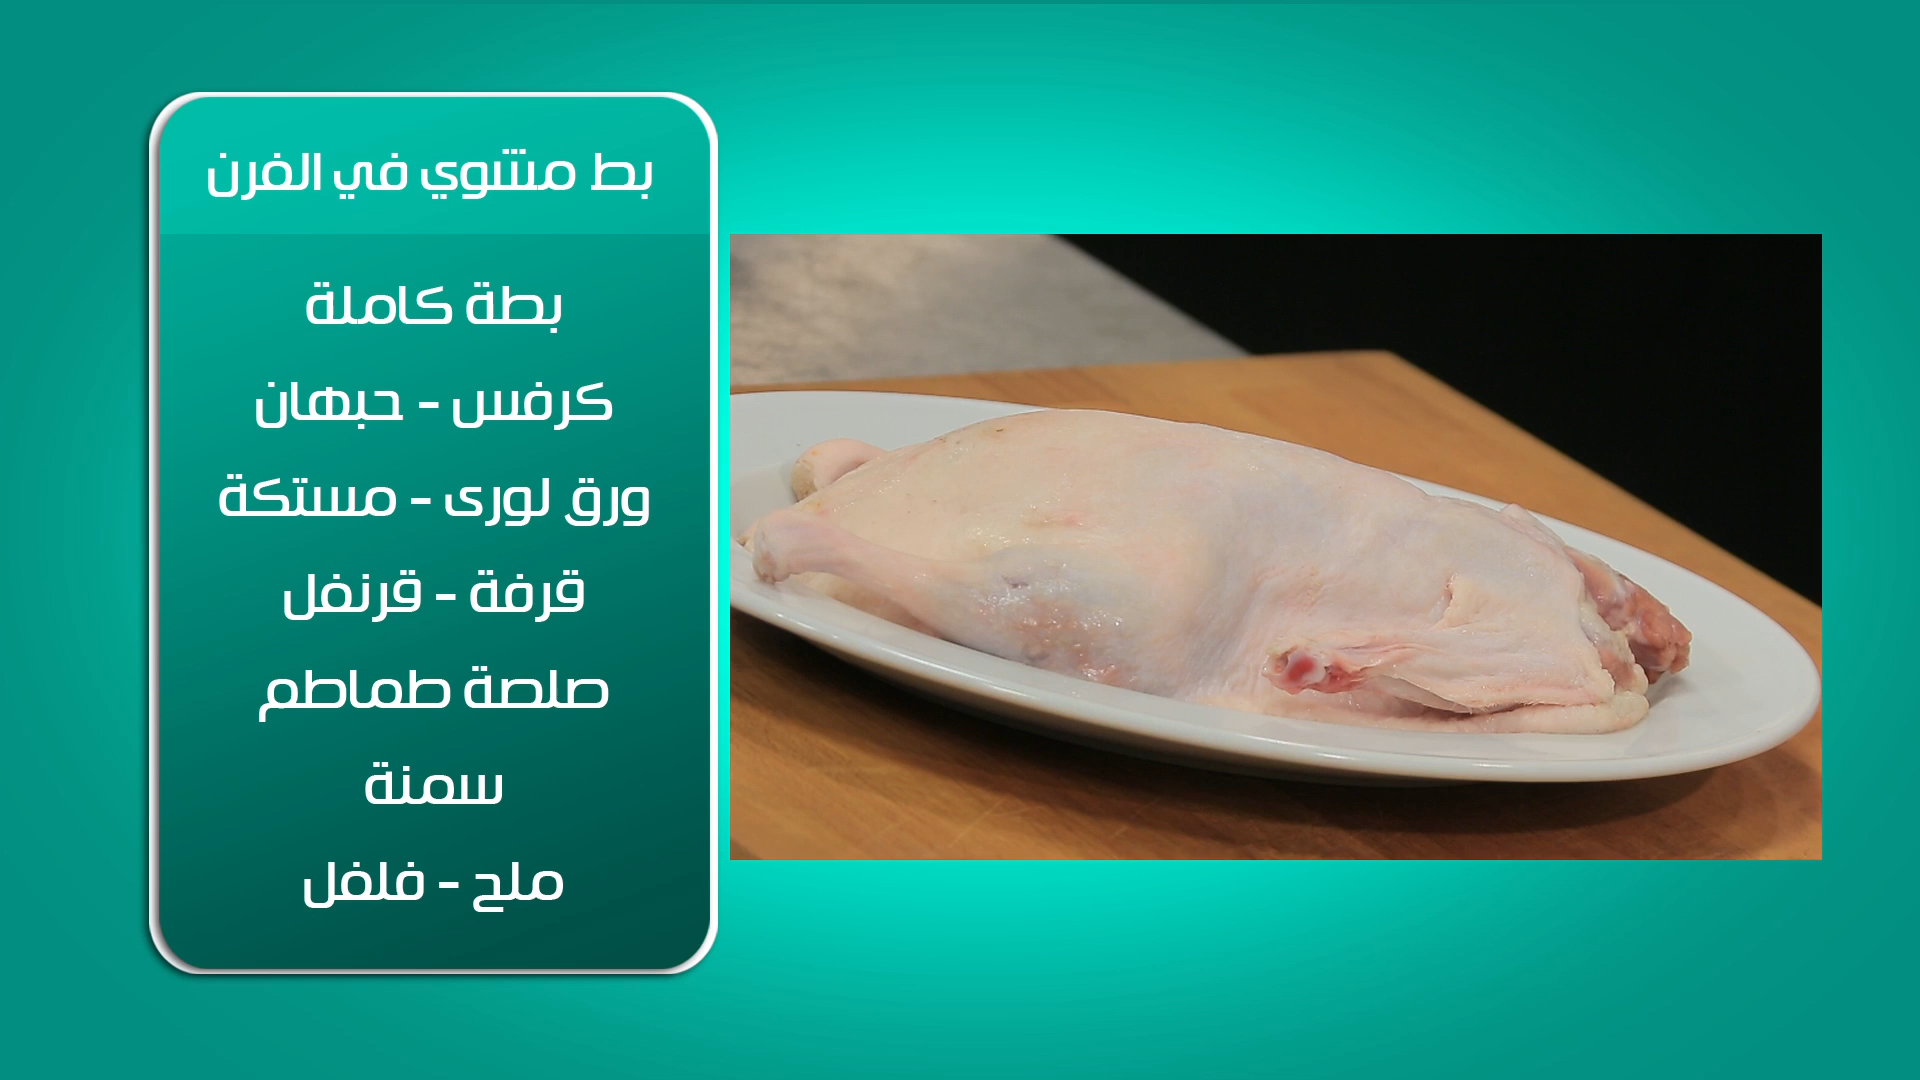 بط مشوي في الفرن
بطة كاملة
كرفس - حبهان
ورق لورى - مستكة
قرفة - قرنفل
صلصة طماطم
سمنة
ملح - فلفل